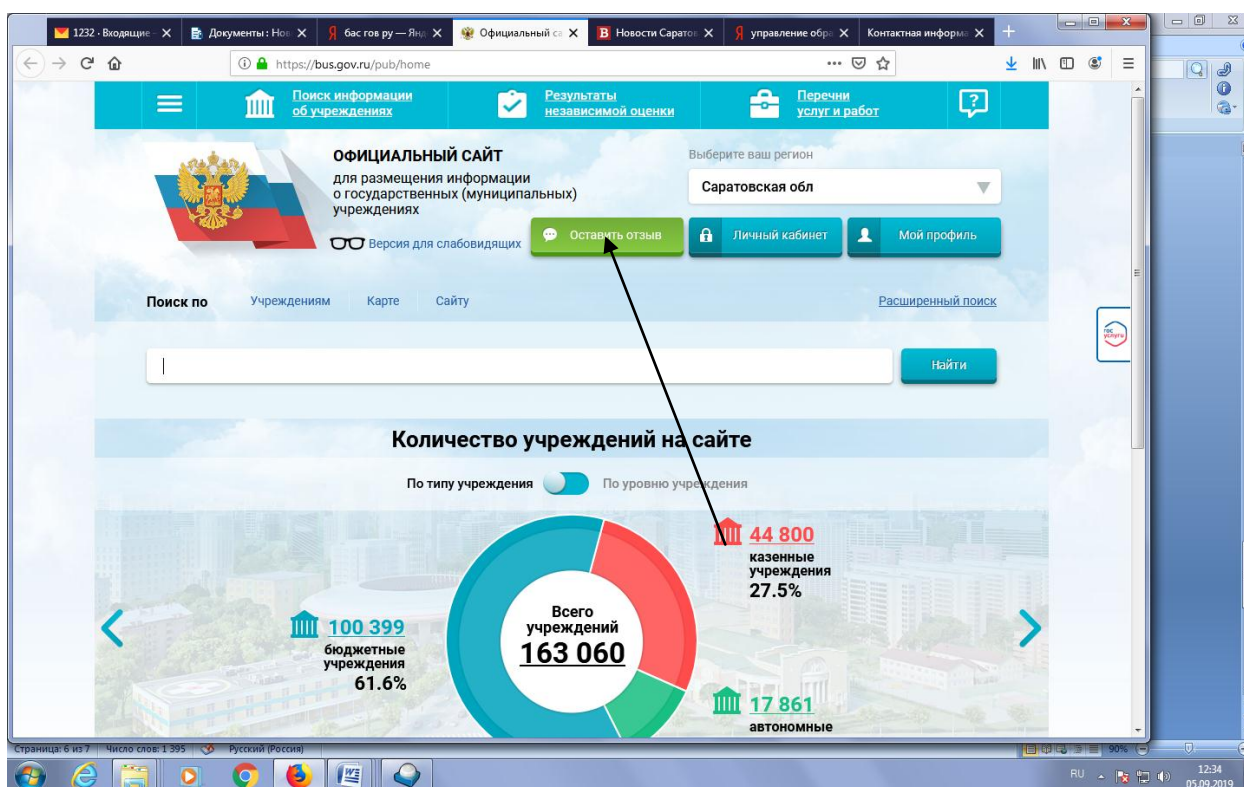 1232 - Входящие -
Документы : Нов
бас гов ру — Янд
Официальный са
Новости Саратов
управление обра
Контактная информа
https://bus.gov.ru/pub/home
Поиск информации
об учреждениях
Результаты
независимой оценки
Перечни
услуг и работ
ОФИЦИАЛЬНЫЙ САЙТ
для размещения информации
о государственных (муниципальных)
учреждениях
Версия для слабовидящих
Выберите ваш регион
Саратовская обл
Оставить отзыв
Личный кабинет
Мой профиль
Поиск по
Учреждениям
Карте
Сайту
Расширенный поиск
гос
услуги
Найти
Количество учреждений на сайте
По типу учреждения
По уровню учреждения
44 800
казенные
учреждения
27.5%
Всего
учреждений
163 060
100 399
бюджетные
учреждения
61.6%
17 861
автономные
Страница: 6 из 7
Число слов: 1 395
Русский (Россия)
90%
RU
12:34
05.09.2019